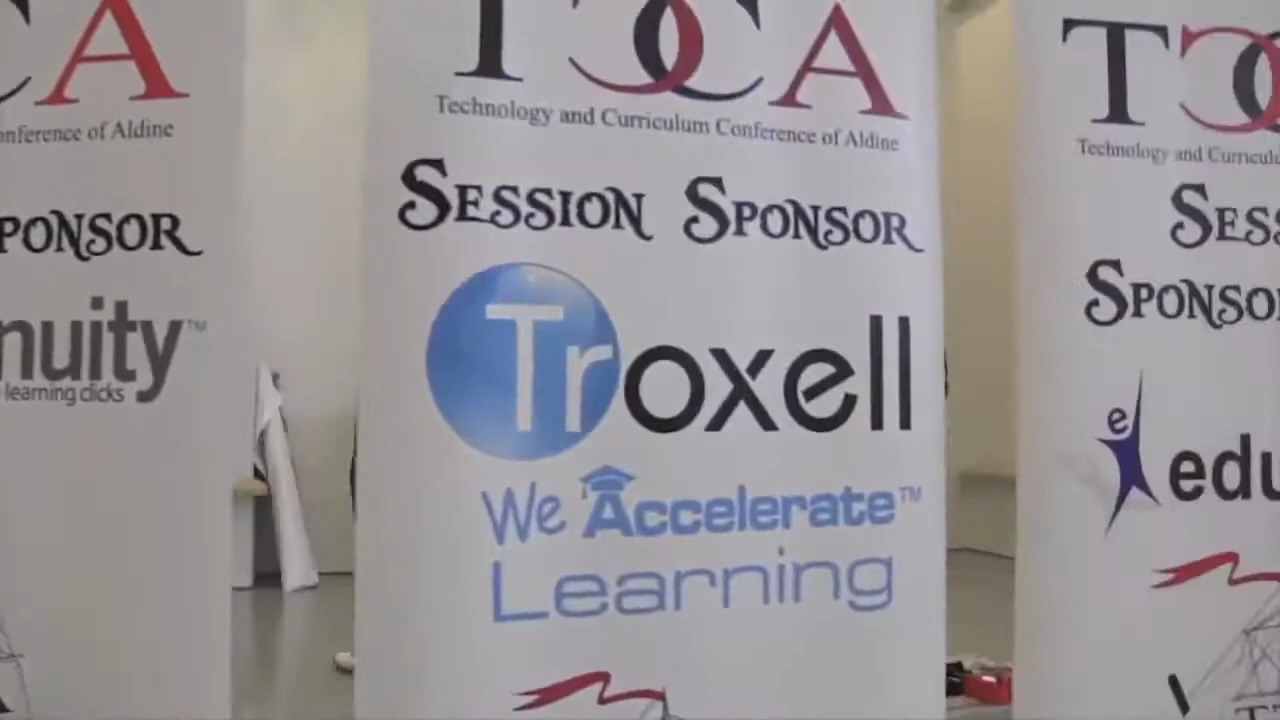 CA
onference of Aldine
PONSOR
nuity™
learning clicks
TCCA
Technology and Curriculum Conference of Aldine
SESSION SPONSOR
Troxell
We Accelerate™
Learning
TCC
Technology and Curricul
SES
SPONSO
e
edu